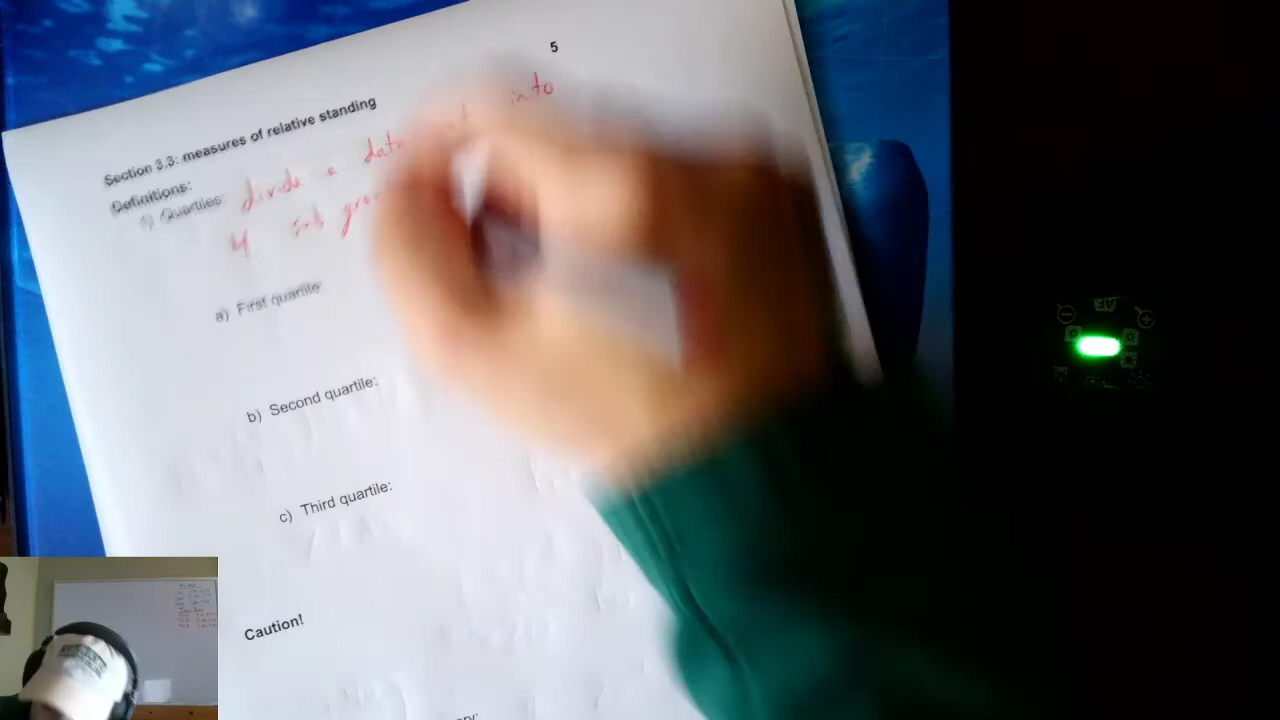 5
Section 3.3: measures of relative standing
Definitions:
1) Quartiles: divide a data into
4 sub
a) First quartile:
b) Second quartile:
c) Third quartile:
Caution!